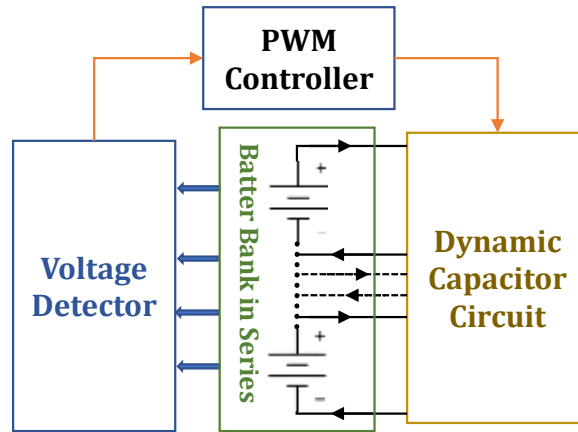 PWM
Controller
Voltage
Detector
Batter Bank in Series
+
−
+
−
Dynamic
Capacitor
Circuit